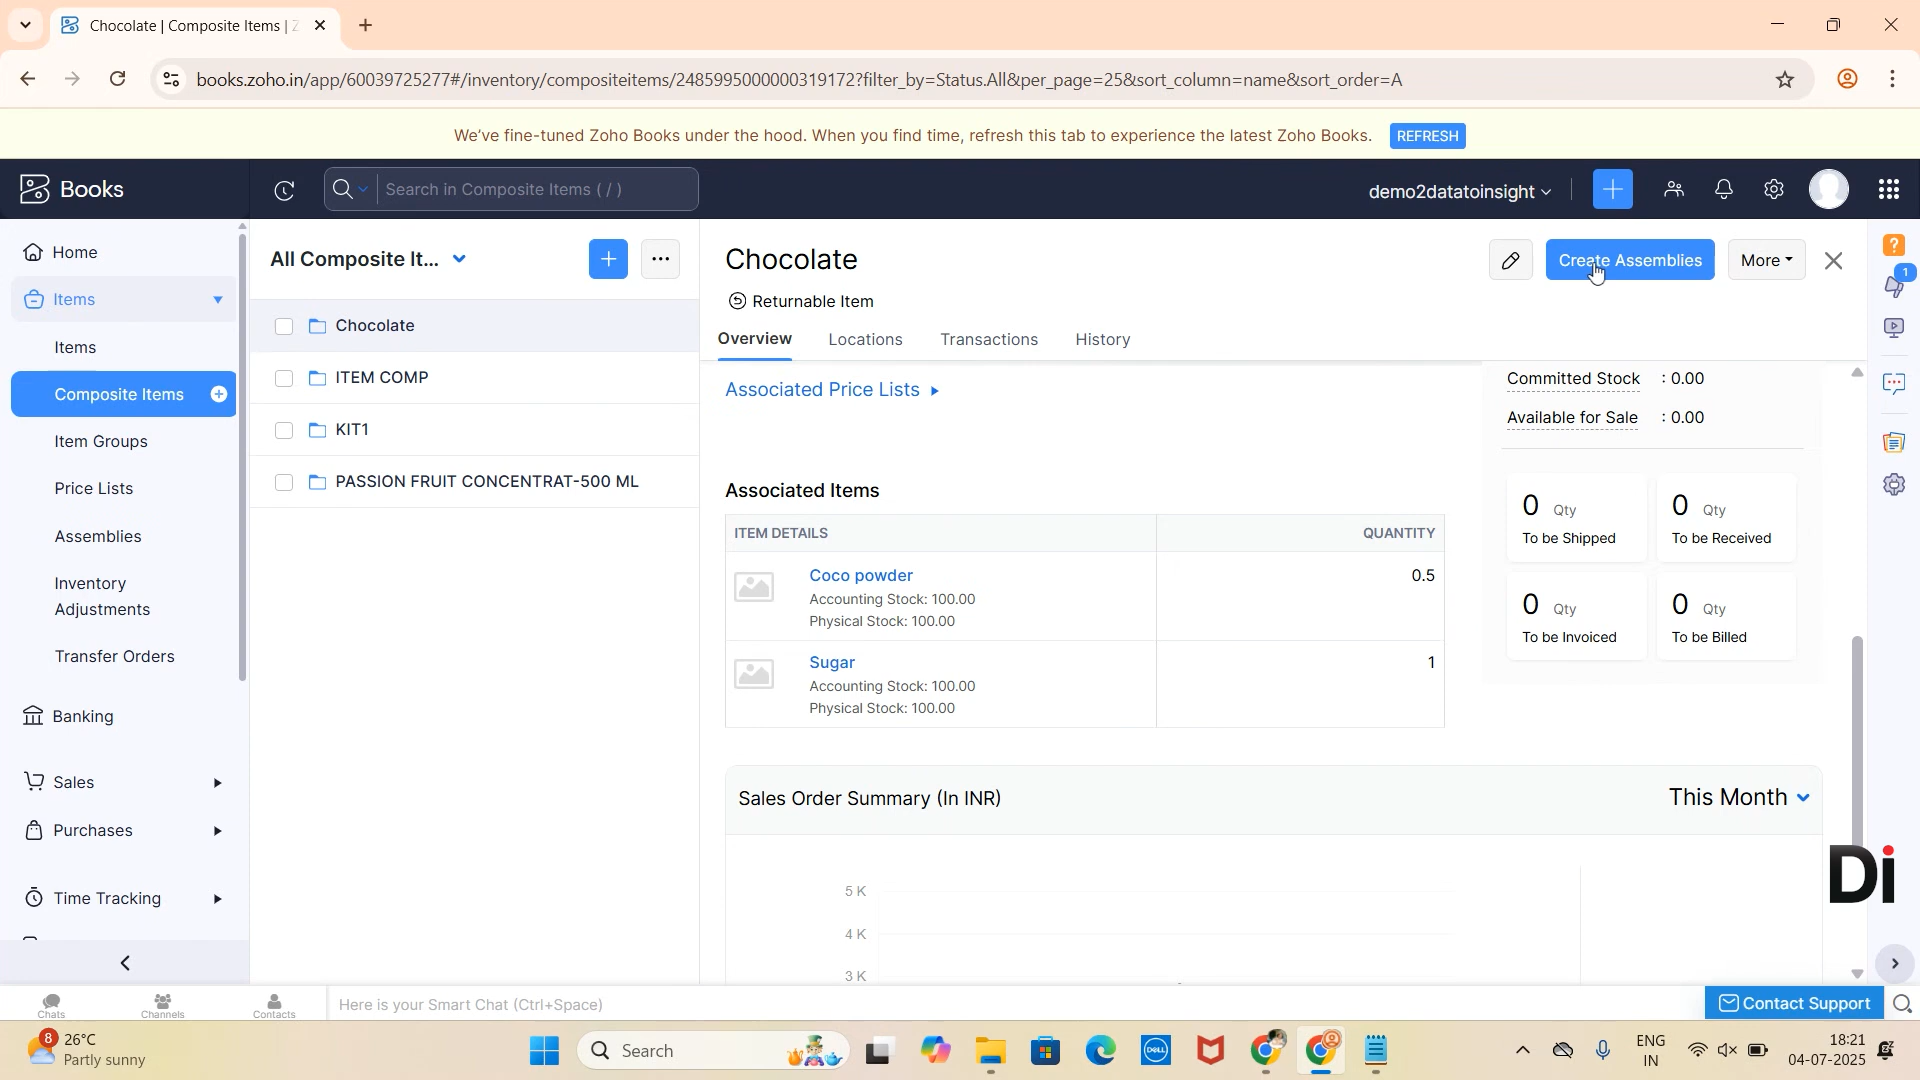 Chocolate | Composite Items | Z
books.zoho.in/app/60039725277#/inventory/compositeitems/2485995000000319172?filter_by=Status.All&per_page=25&sort_column=name&sort_order=A
We've fine-tuned Zoho Books under the hood. When you find time, refresh this tab to experience the latest Zoho Books. REFRESH
Books
Search in Composite Items ( / )
demo2datatoinsight
Home
Items
Items
Composite Items
Item Groups
Price Lists
Assemblies
Inventory
Adjustments
Transfer Orders
Banking
Sales
Purchases
Time Tracking
All Composite It...
Chocolate
ITEM COMP
KIT1
PASSION FRUIT CONCENTRAT-500 ML
Chocolate
Create Assemblies
More
Returnable Item
Overview Locations Transactions History
Associated Price Lists
Committed Stock : 0.00
Available for Sale : 0.00
0 Qty
To be Shipped
0 Qty
To be Received
0 Qty
To be Invoiced
0 Qty
To be Billed
Associated Items
ITEM DETAILS QUANTITY
Coco powder 0.5
Accounting Stock: 100.00
Physical Stock: 100.00
Sugar 1
Accounting Stock: 100.00
Physical Stock: 100.00
Sales Order Summary (In INR) This Month
5 K
4 K
3 K
1
Di
Chats Channels Contacts
Here is your Smart Chat (Ctrl+Space)
Contact Support
8
26°C
Partly sunny
Search
DELL
ENG
IN
18:21
04-07-2025